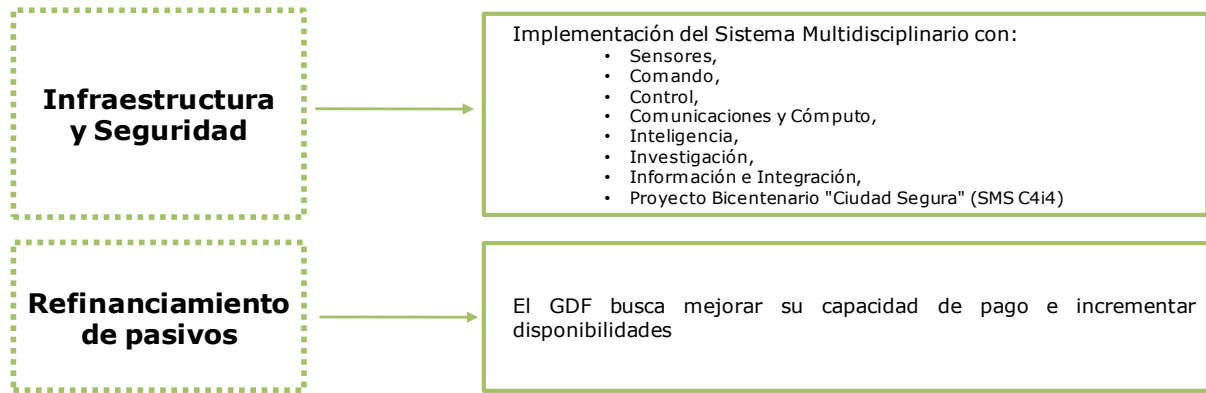 Infraestructura
y Seguridad
Implementación del Sistema Multidisciplinario con:
• Sensores,
• Comando,
• Control,
• Comunicaciones y Cómputo,
• Inteligencia,
• Investigación,
• Información e Integración,
• Proyecto Bicentenario "Ciudad Segura" (SMS C4i4)
Refinanciamiento
de pasivos
El GDF busca mejorar su capacidad de pago e incrementar
disponibilidades